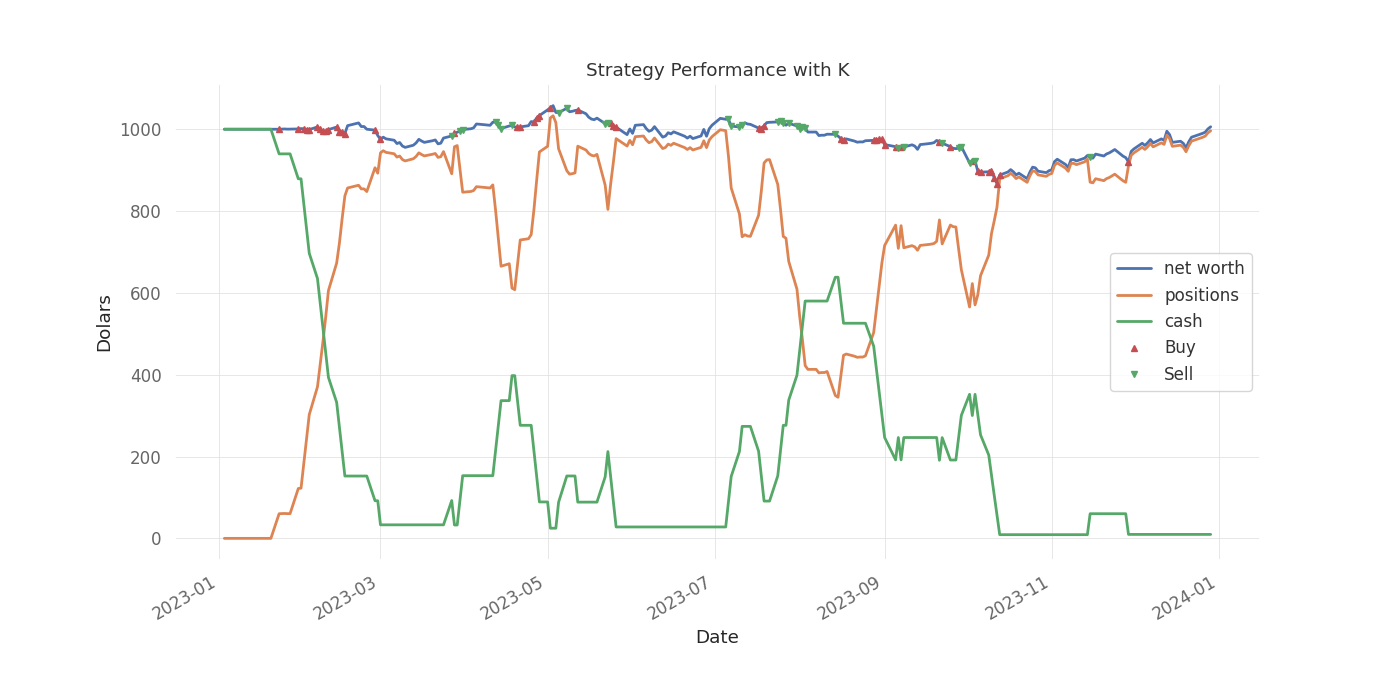 Strategy Performance with K
Dolars
1000
800
600
400
200
0
2023-01
2023-03
2023-05
2023-07
2023-09
2023-11
2024-01
Date
net worth
positions
cash
Buy
Sell